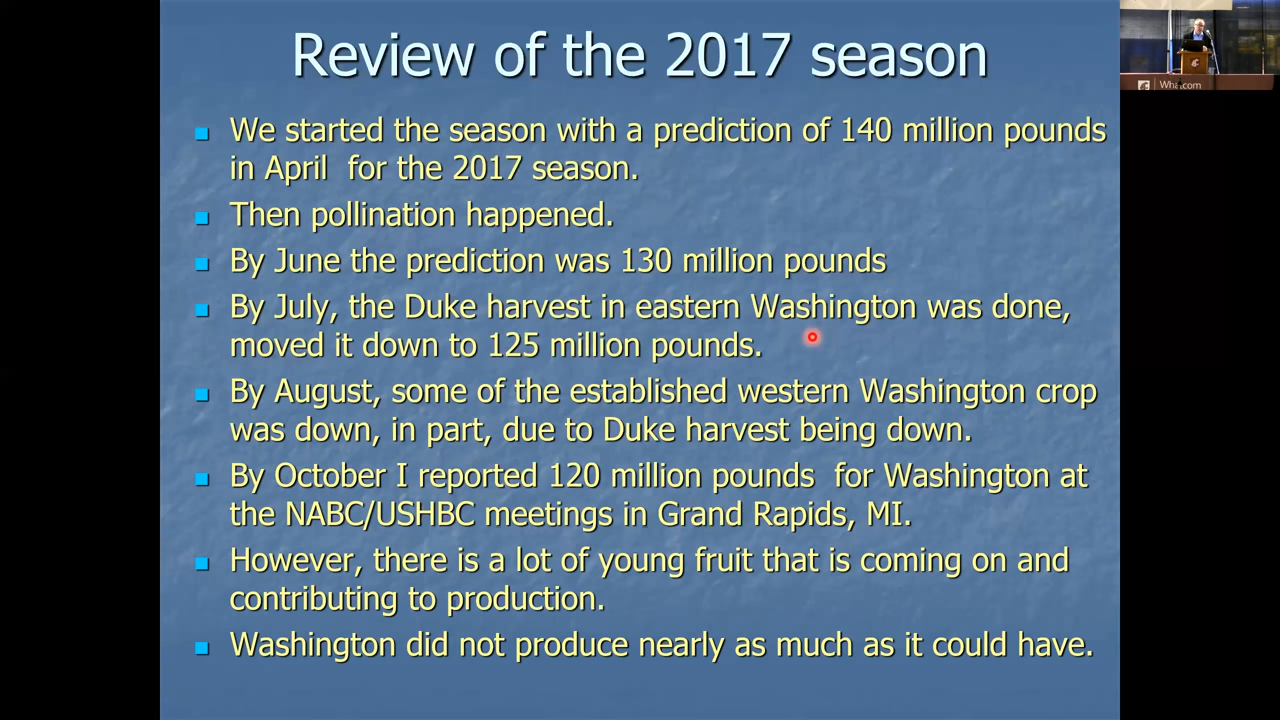 Review of the 2017 season
We started the season with a prediction of 140 million pounds
in April for the 2017 season.
Then pollination happened.
By June the prediction was 130 million pounds
By July, the Duke harvest in eastern Washington was done,
moved it down to 125 million pounds.
By August, some of the established western Washington crop
was down, in part, due to Duke harvest being down.
By October I reported 120 million pounds for Washington at
the NABC/USHBC meetings in Grand Rapids, MI.
However, there is a lot of young fruit that is coming on and
contributing to production.
Washington did not produce nearly as much as it could have.
Whatcom